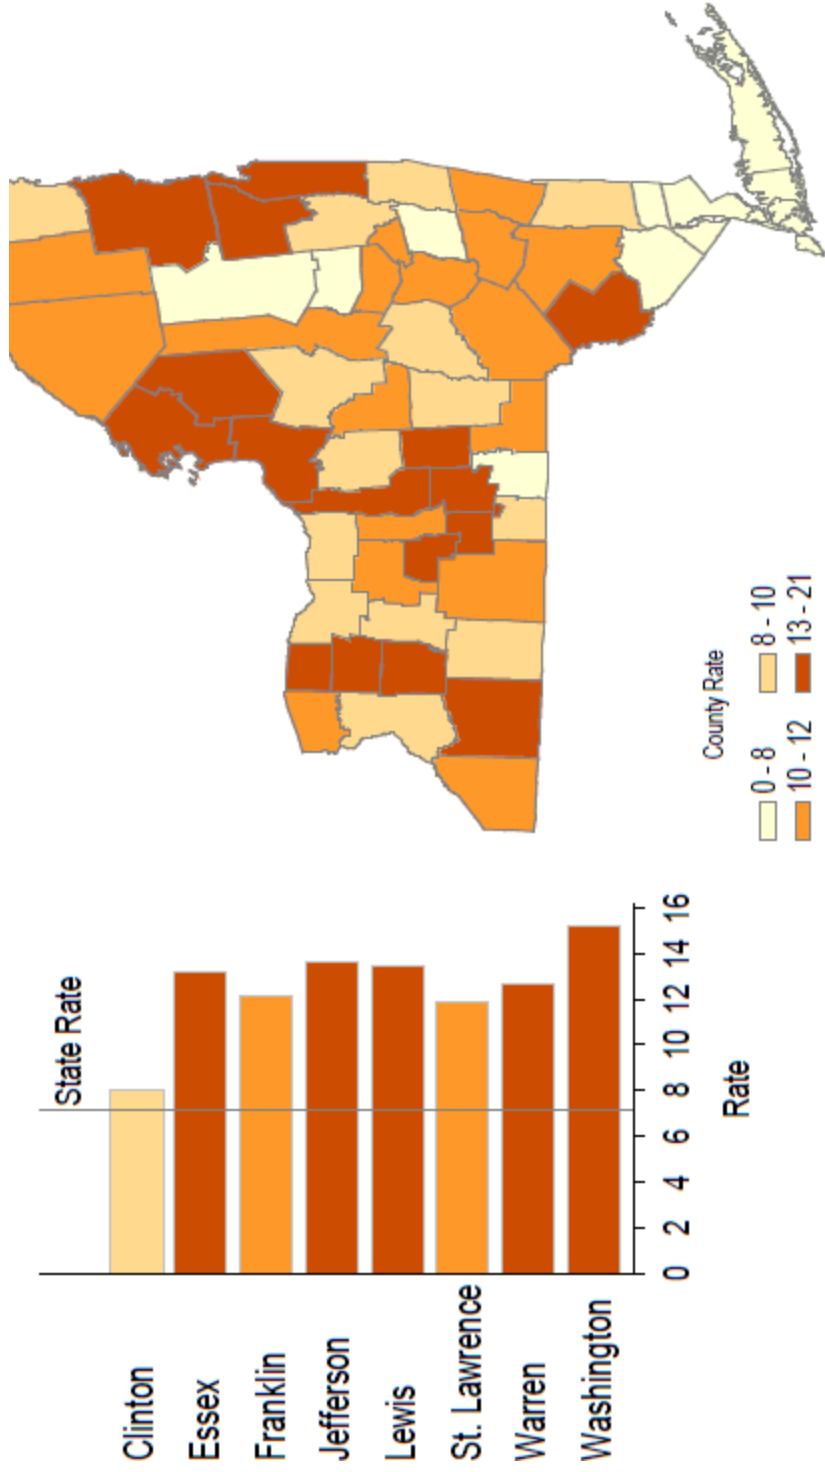 State Rate
Clinton
Essex
Franklin
Jefferson
Lewis
St. Lawrence
Warren
Washington
0 2 4 6 8 10 12 14 16
Rate
County Rate
0 - 8 8 - 10
10 - 12 13 - 21